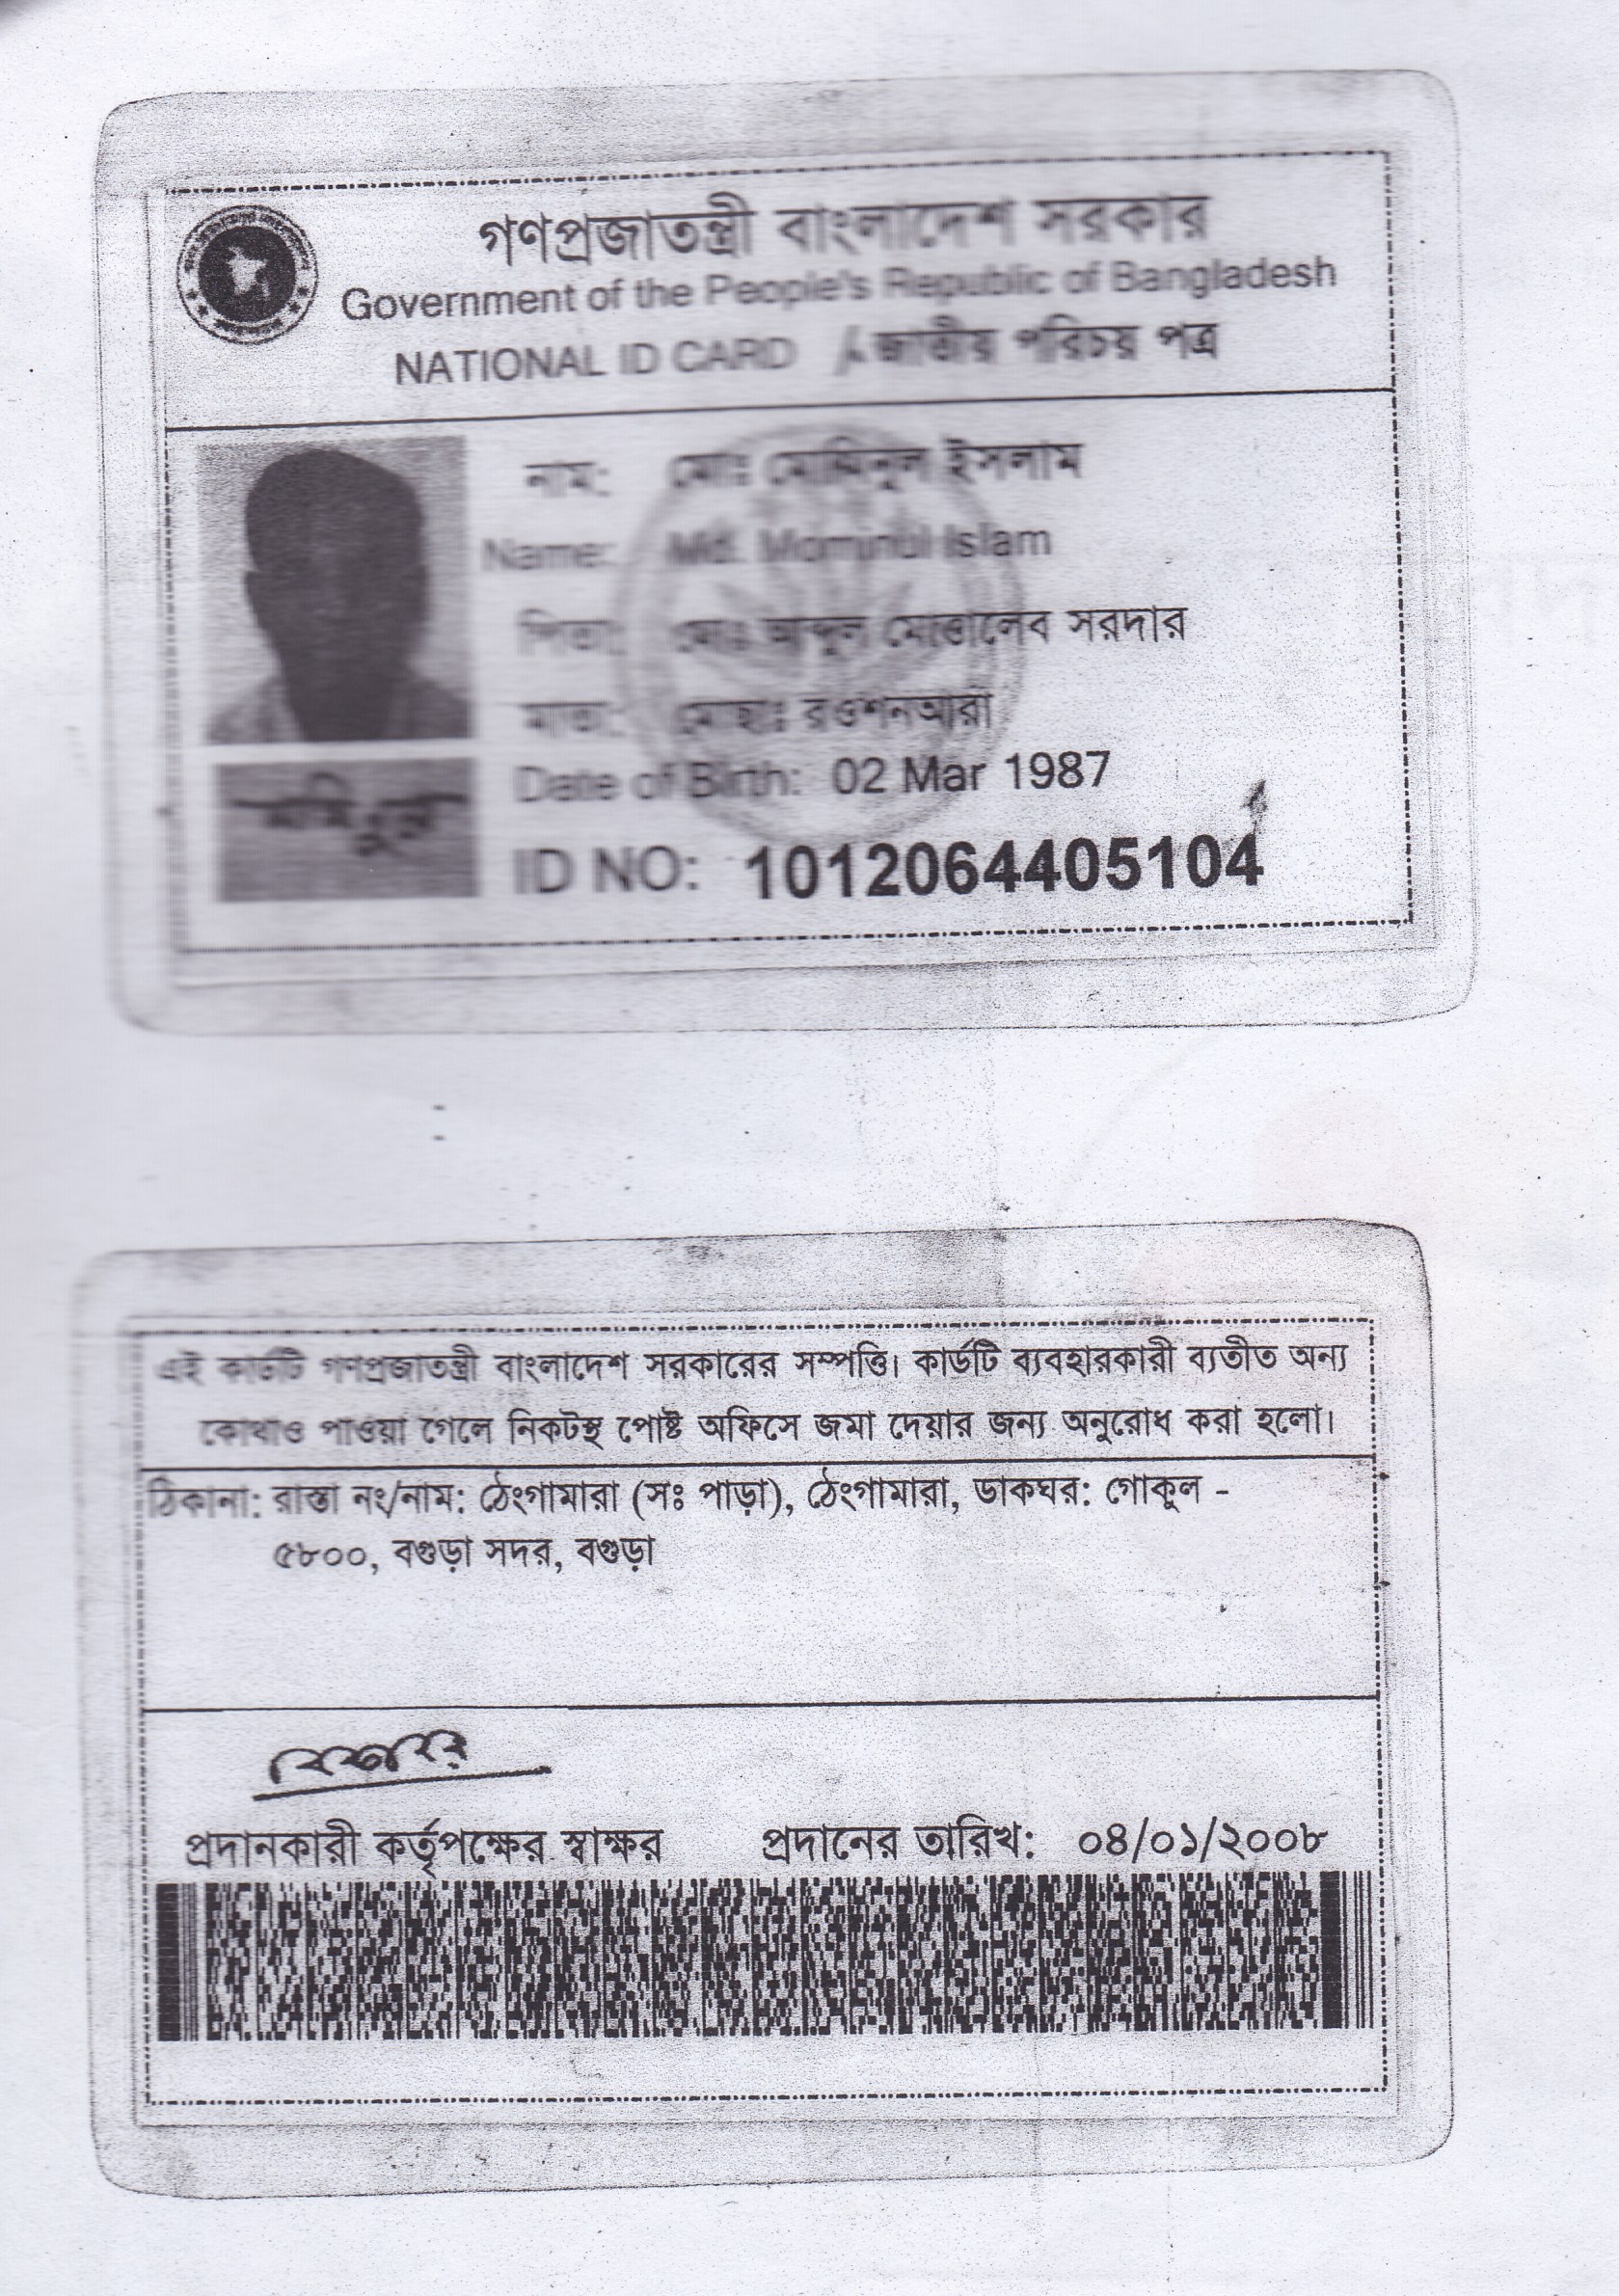 গণপ্রজাতন্ত্রী বাংলাদেশ সরকার
Government of the People's Republic of Bangladesh
NATIONAL ID CARD / জাতীয় পরিচয় পত্র
নাম: মোঃ মোমিনুল ইসলাম
Name: Md. Mominul Islam
পিতা: মোঃ আব্দুল মোত্তালেব সরদার
মাতা: মোছাঃ রওশনআরা
Date of Birth: 02 Mar 1987
ID NO: 1012064405104
এই কার্ডটি গণপ্রজাতন্ত্রী বাংলাদেশ সরকারের সম্পত্তি। কার্ডটি ব্যবহারকারী ব্যতীত অন্য
কোথাও পাওয়া গেলে নিকটস্থ পোষ্ট অফিসে জমা দেয়ার জন্য অনুরোধ করা হলো।
ঠিকানা: রাস্তা নং/নাম: ঠেংগামারা (সঃ পাড়া), ঠেংগামারা, ডাকঘর: গোকুল -
৫৮০০, বগুড়া সদর, বগুড়া
প্রদানকারী কর্তৃপক্ষের স্বাক্ষর প্রদানের তারিখ: ০৪/০১/২০০৮